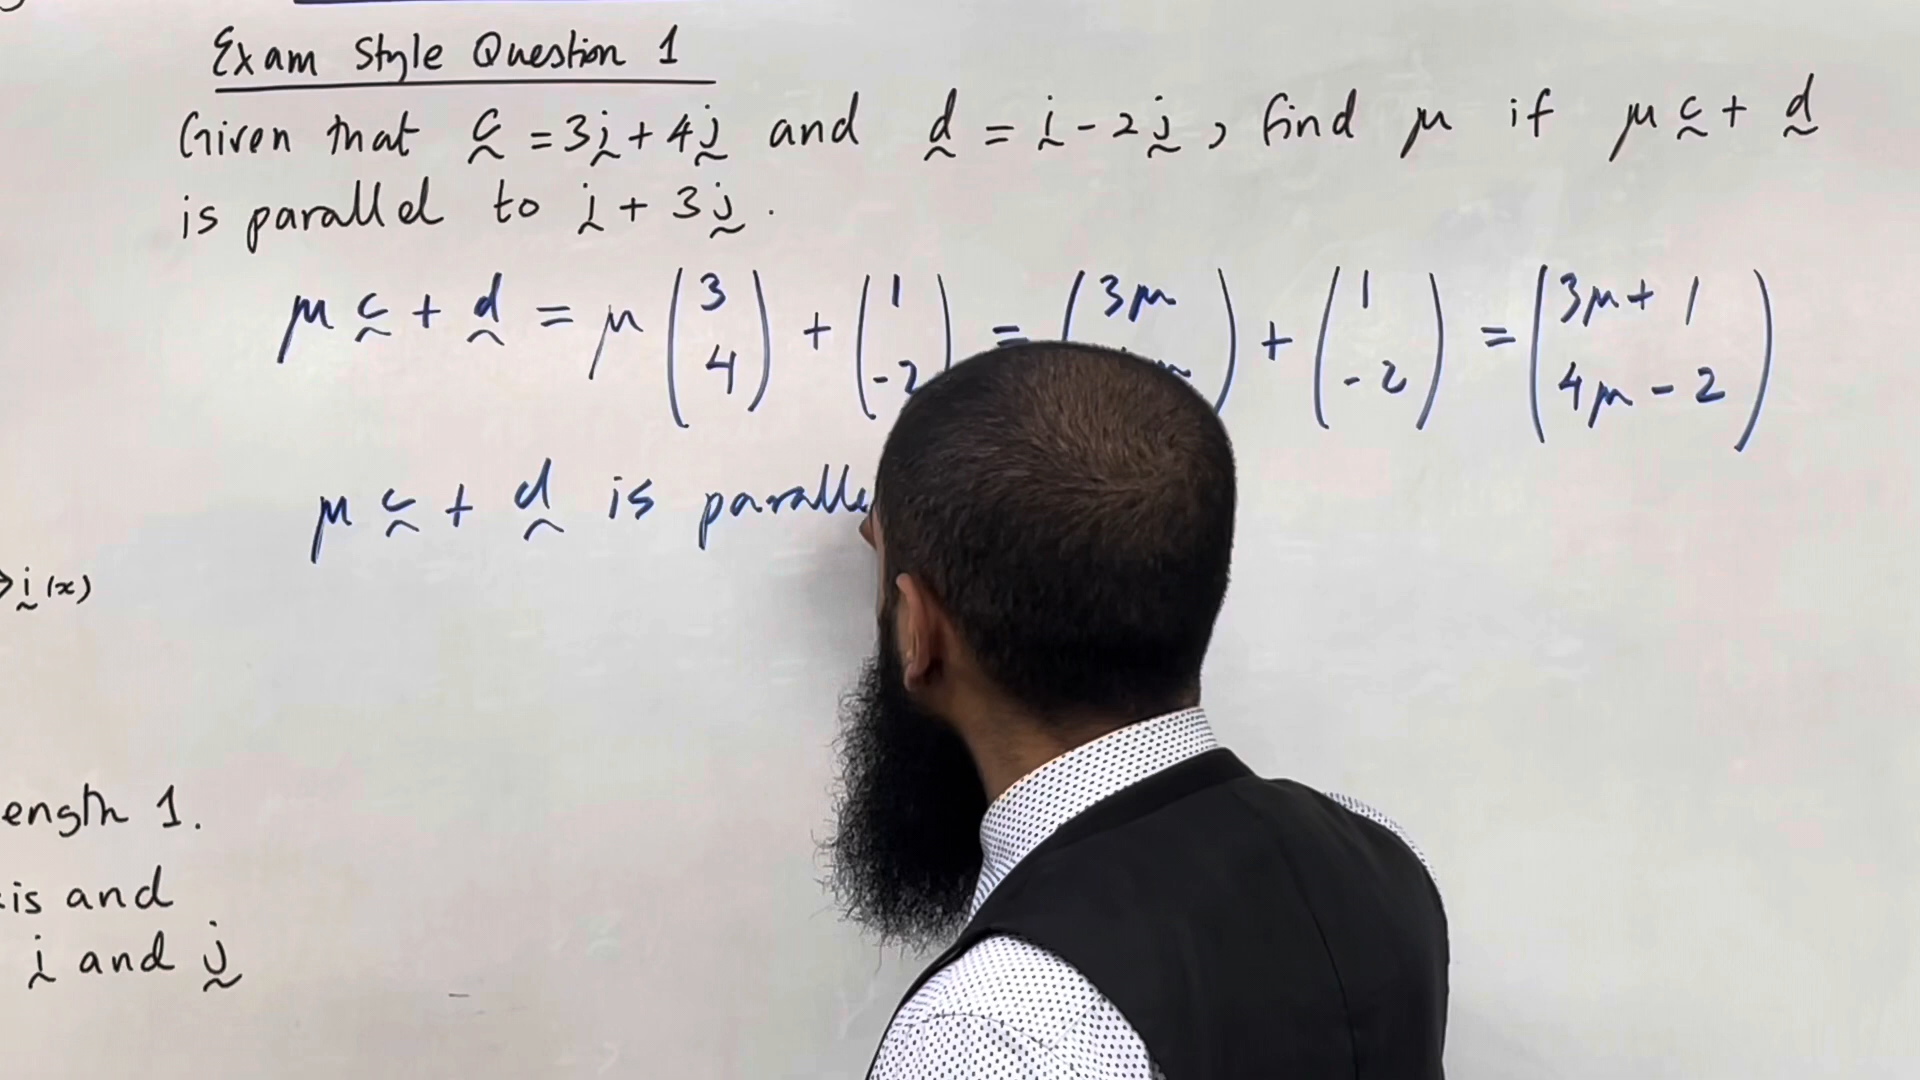 Exam Style Question 1
Given that c = 3i + 4j and d = i - 2j, find μ if μc + d
is parallel to i + 3j.
μc + d = μ(3 4) + (1 -2) = (3μ) + (1 -2) = (3μ + 1 4μ - 2)
μc + d is paralle
i (x)
ength 1.
is and
i and j